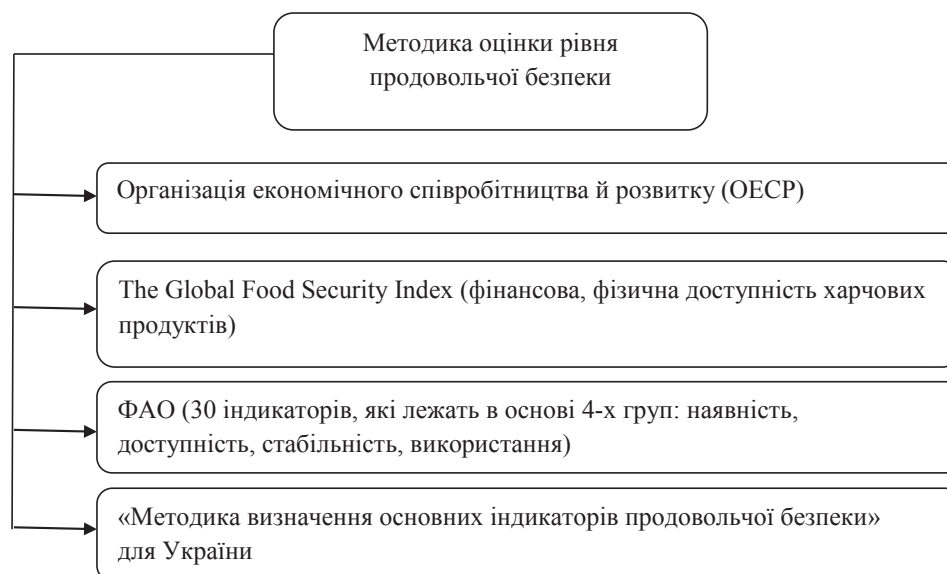 Методика оцінки рівня
продовольчої безпеки
Організація економічного співробітництва й розвитку (ОЕСР)
The Global Food Security Index (фінансова, фізична доступність харчових
продуктів)
ФАО (30 індикаторів, які лежать в основі 4-х груп: наявність,
доступність, стабільність, використання)
«Методика визначення основних індикаторів продовольчої безпеки»
для України